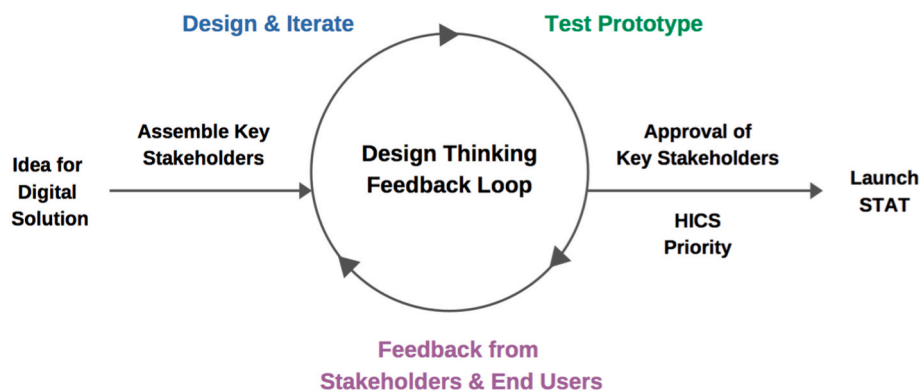 Design & Iterate
Test Prototype
Idea for
Digital
Solution
Assemble Key
Stakeholders
Design Thinking
Feedback Loop
Approval of
Key Stakeholders
HICS
Priority
Launch
STAT
Feedback from
Stakeholders & End Users